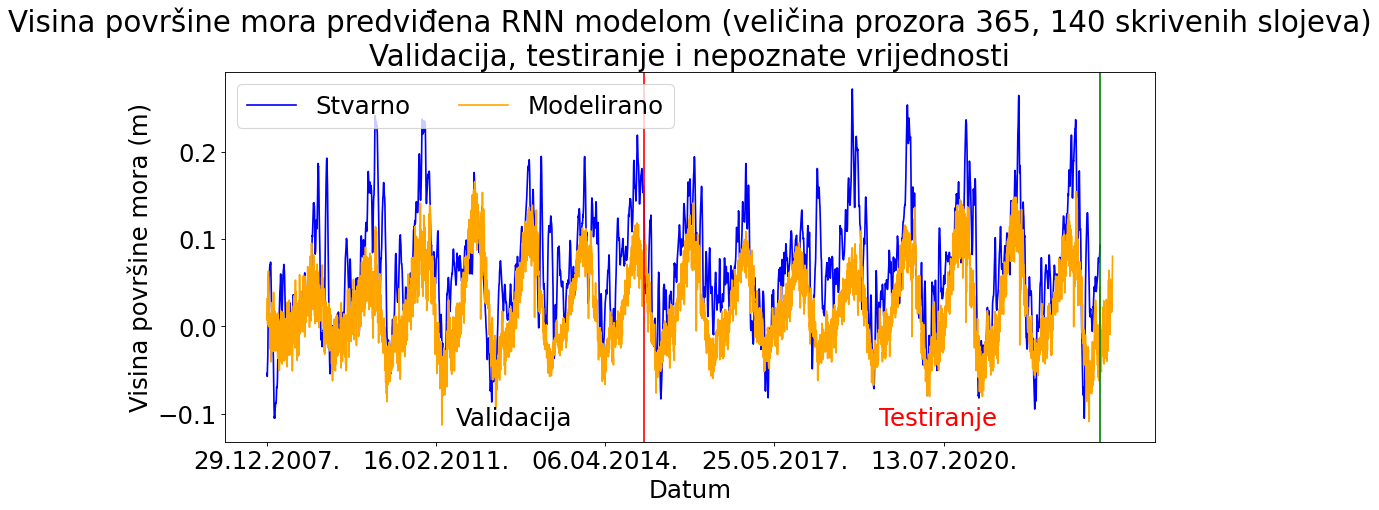 Visina površine mora predviđena RNN modelom (veličina prozora 365, 140 skrivenih slojeva)
Validacija, testiranje i nepoznate vrijednosti
Stvarno Modelirano
Visina površine mora (m)
0.2
0.1
0.0
−0.1
Validacija Testiranje
29.12.2007. 16.02.2011. 06.04.2014. 25.05.2017. 13.07.2020.
Datum